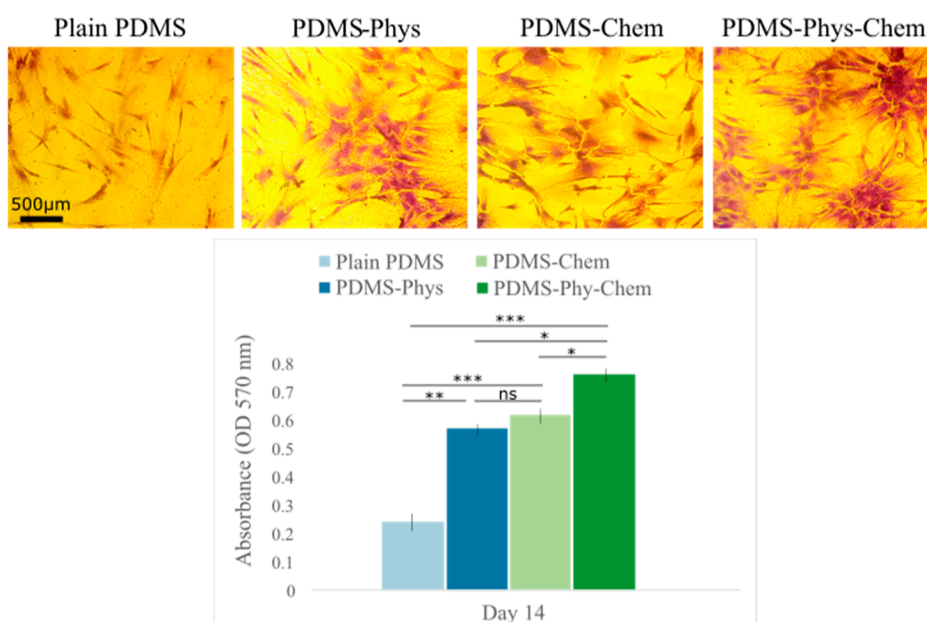 Plain PDMS
PDMS-Phys
PDMS-Chem
PDMS-Phys-Chem
500µm
Plain PDMS
PDMS-Chem
PDMS-Phys
PDMS-Phy-Chem
***
*
*
***
**
ns
Absorbance (OD 570 nm)
0.8
0.7
0.6
0.5
0.4
0.3
0.2
0.1
0
Day 14